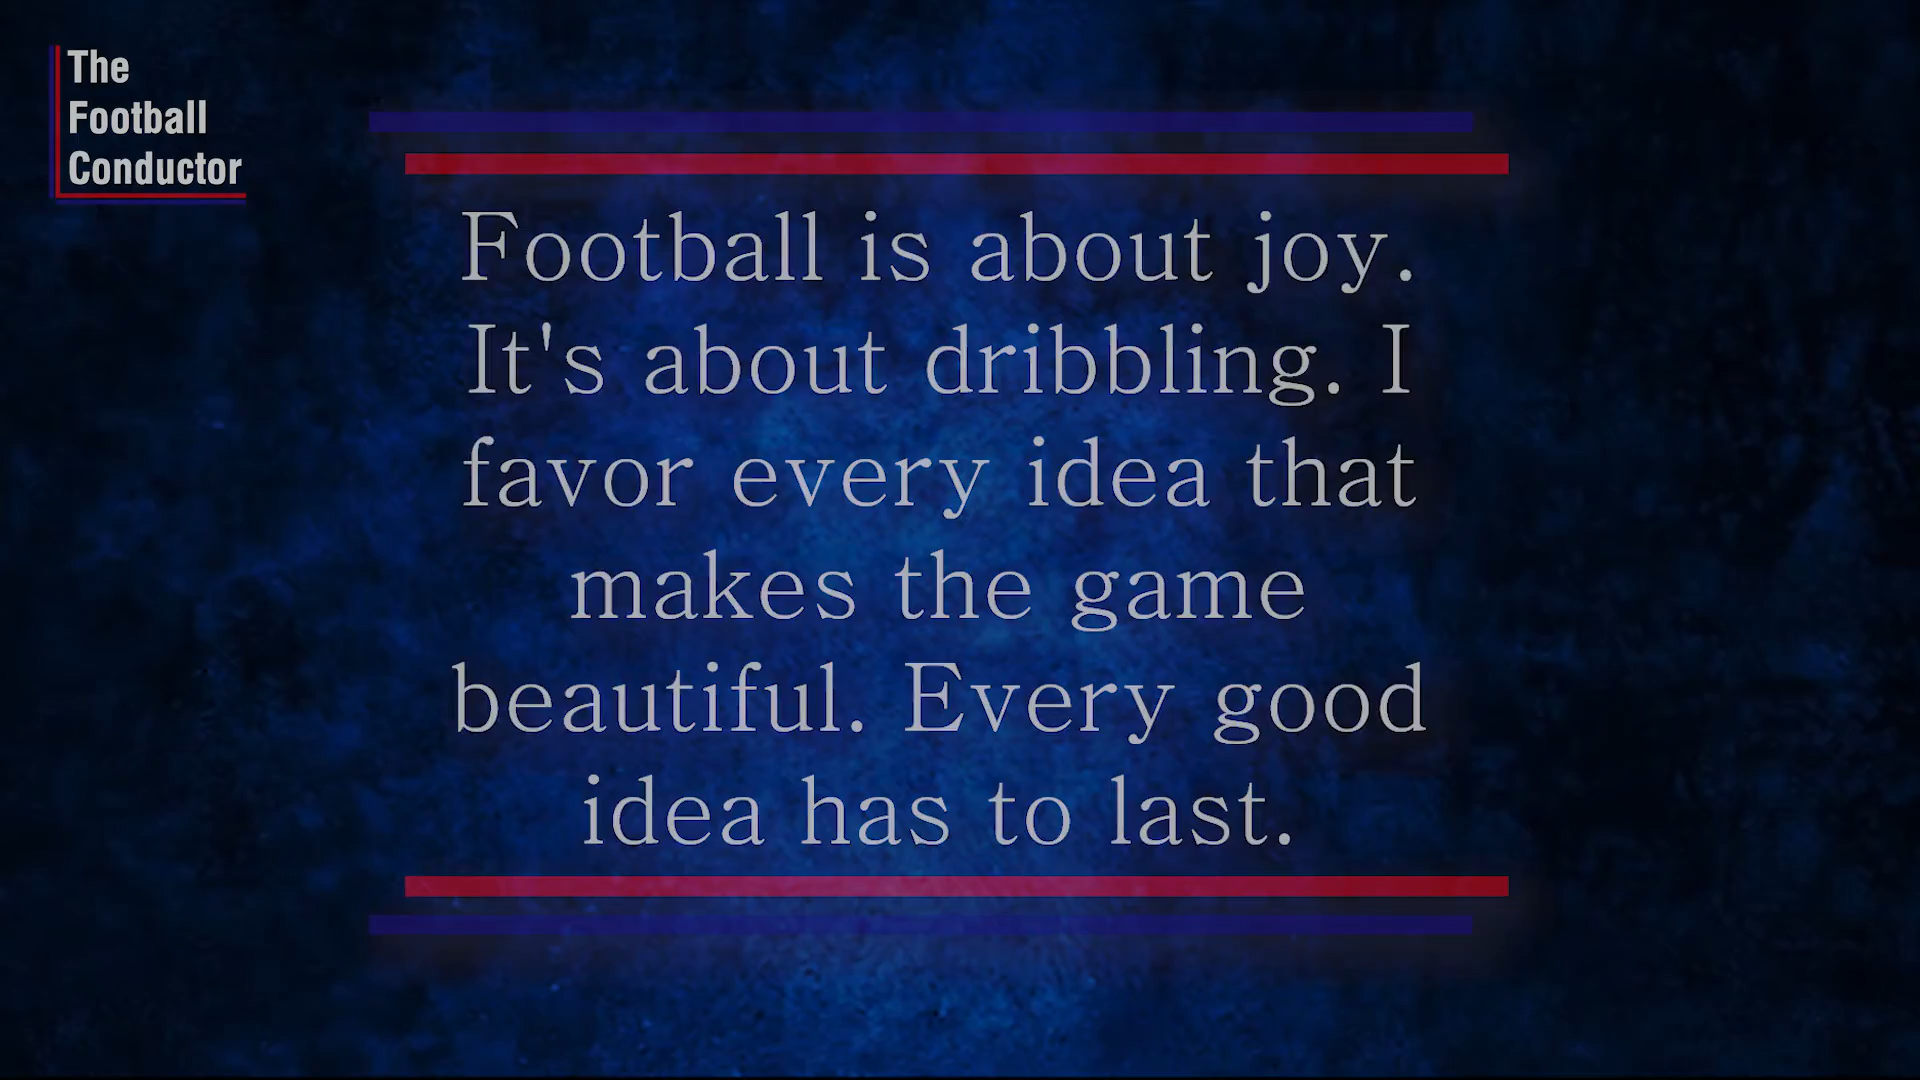 The
Football
Conductor
Football is about joy.
It's about dribbling. I
favor every idea that
makes the game
beautiful. Every good
idea has to last.